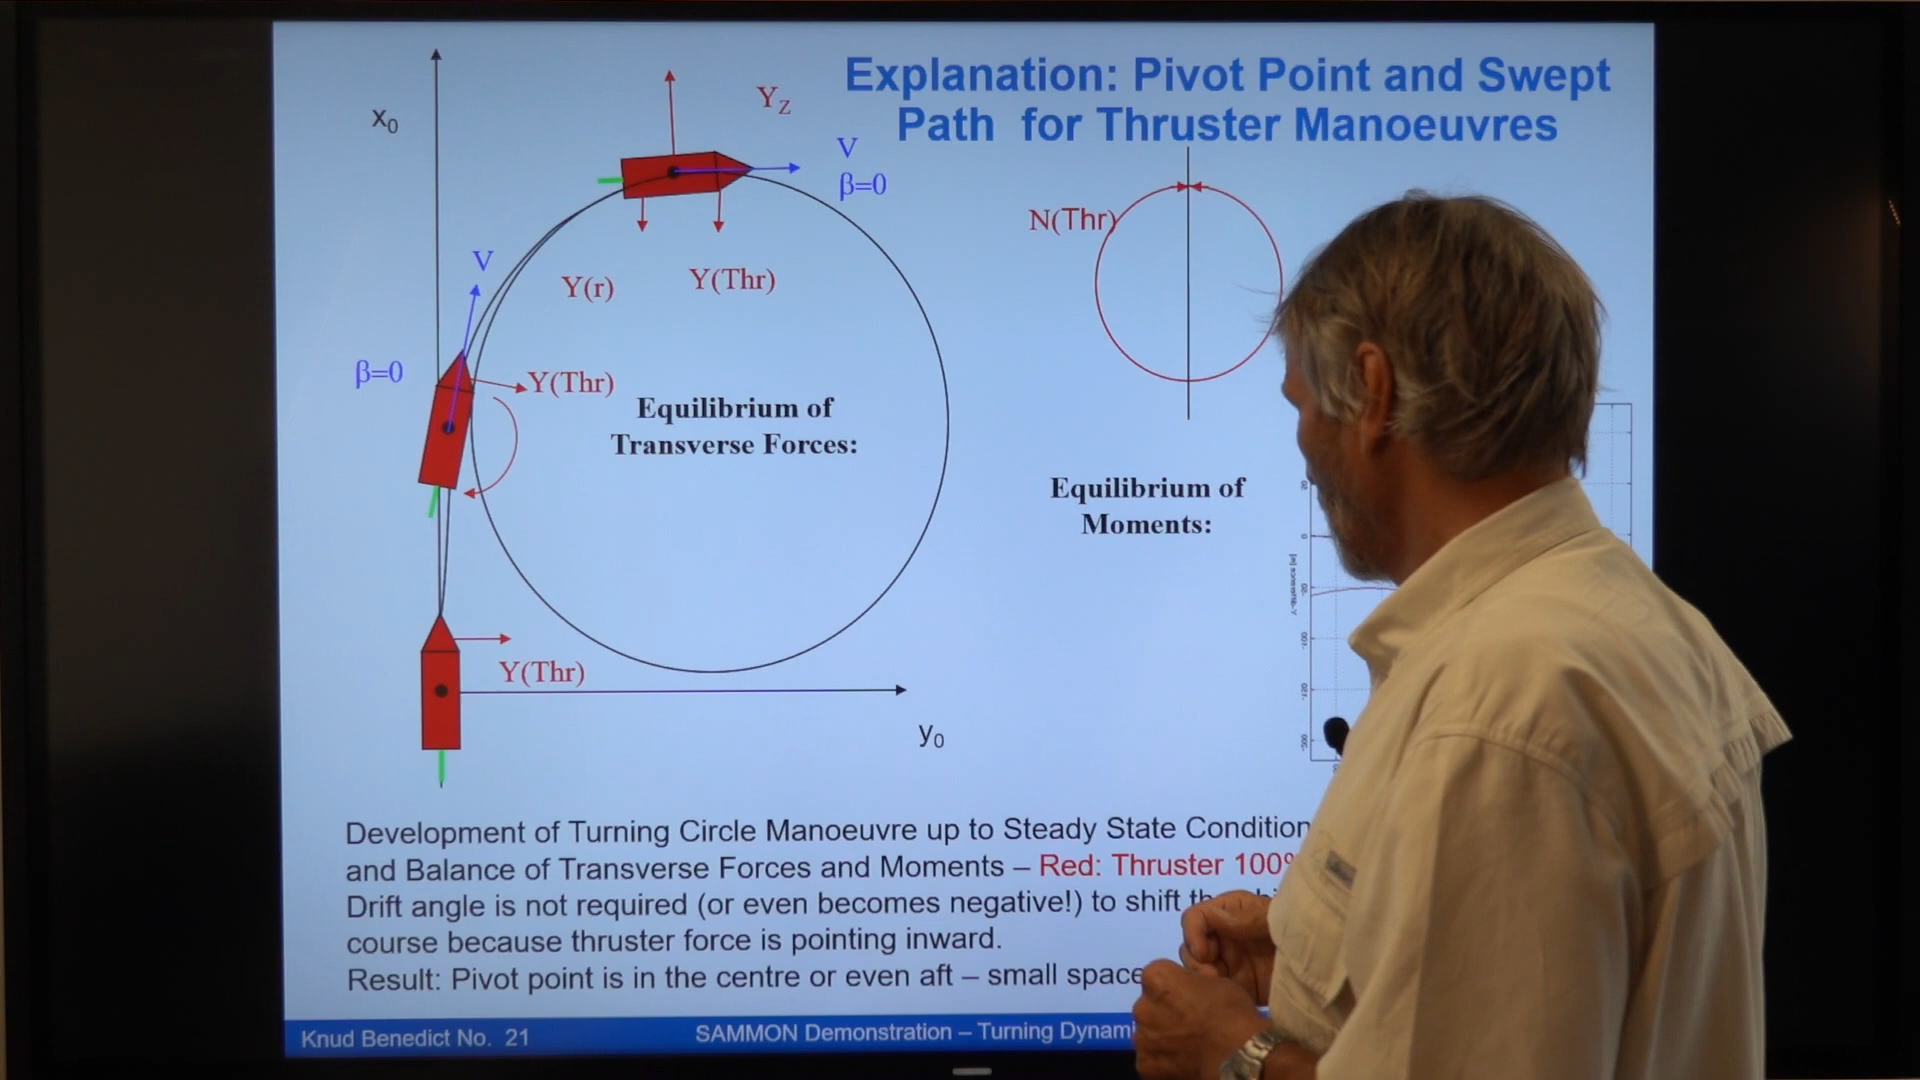 Explanation: Pivot Point and Swept
Path for Thruster Manoeuvres
x0
YZ
V
β=0
Y(r)
Y(Thr)
V
β=0
Y(Thr)
Equilibrium of
Transverse Forces:
Y(Thr)
y0
N(Thr)
Equilibrium of
Moments:
Development of Turning Circle Manoeuvre up to Steady State Condition
and Balance of Transverse Forces and Moments – Red: Thruster 100%
Drift angle is not required (or even becomes negative!) to shift
course because thruster force is pointing inward.
Result: Pivot point is in the centre or even aft – small space
Knud Benedict No. 21
SAMMON Demonstration – Turning